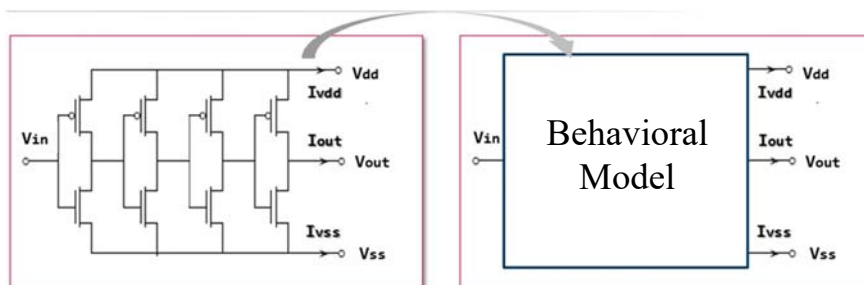 Vdd
Ivdd
Vin
Iout
Vout
Ivss
Vss
Vdd
Ivdd
Vin
Behavioral
Model
Iout
Vout
Ivss
Vss